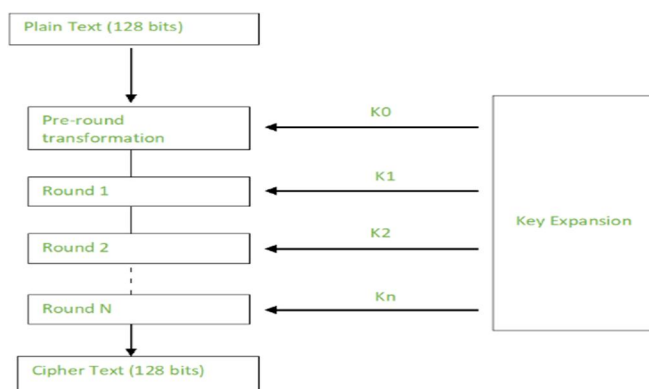 Plain Text (128 bits)
K0
Pre-round
transformation
K1
Round 1
Key Expansion
K2
Round 2
Kn
Round N
Cipher Text (128 bits)